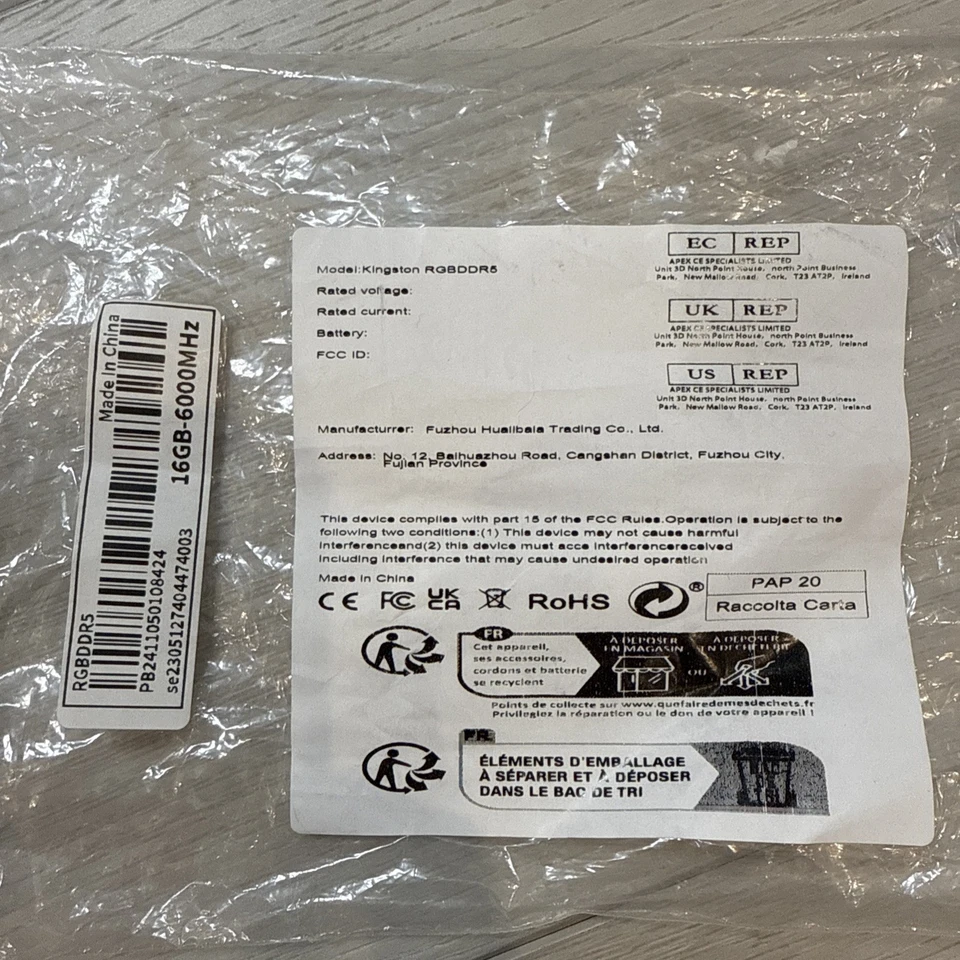 Made in China
16GB-6000MHz
RGBDDR5
PB2411050108424
se2305127404474003
Model:Kingston RGBDDR5
Rated voltage:
Rated current:
Battery:
FCC ID:
EC REP
APEX CE SPECIALISTS LIMITED
Unit 3D North Point House, north Point Business
Park, New Mallow Road, Cork, T23 AT2P, Ireland
UK REP
APEX CE SPECIALISTS LIMITED
Unit 3D North Point House, north Point Business
Park, New Mallow Road, Cork, T23 AT2P, Ireland
US REP
APEX CE SPECIALISTS LIMITED
Unit 3D North Point House, north Point Business
Park, New Mallow Road, Cork, T23 AT2P, Ireland
Manufacturrer: Fuzhou Huailbaia Trading Co., Ltd.
Address: No. 12, Baihuazhou Road, Cangshan District, Fuzhou City,
Fujian Province
This device complies with part 15 of the FCC Rules.Operation is subject to the
following two conditions:(1) This device may not cause harmful
interferenceand(2) this device must acce interferencereceived
including interference that may cause undesired operation
Made in China
CE FC UKCA RoHS ®
PAP 20
Raccolta Carta
FR
Cet appareil,
ses accessoires,
cordons et batterie
se recyclent
À DÉPOSER
EN MAGASIN
OU
À DÉPOSER
EN DÉCHÈTERIE
Points de collecte sur www.quefairedemesdechets.fr
Privilégiez la réparation ou le don de votre appareil !
FR
ÉLÉMENTS D'EMBALLAGE
À SÉPARER ET À DÉPOSER
DANS LE BAC DE TRI